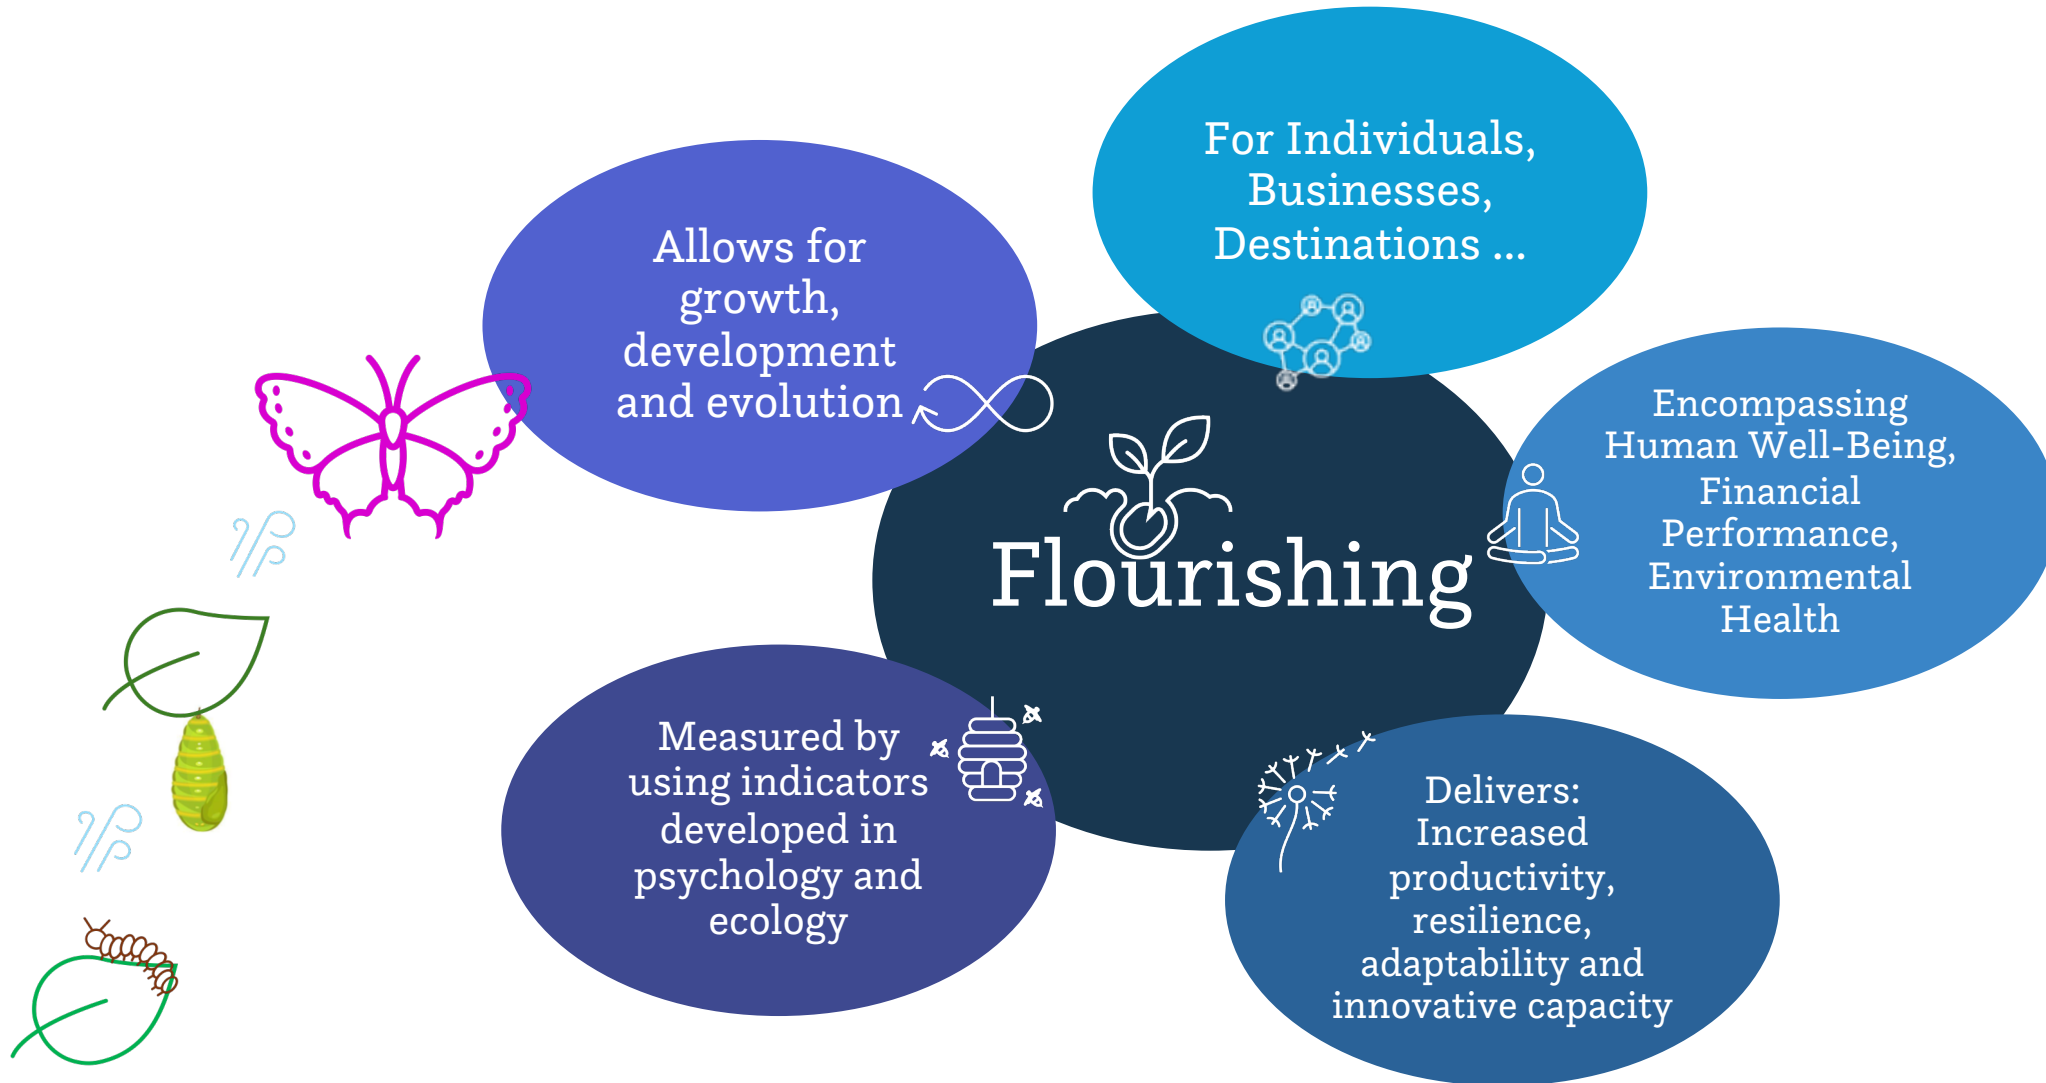 For Individuals,
Businesses,
Destinations ...
Allows for
growth,
development
and evolution
Encompassing
Human Well-Being,
Financial
Performance,
Environmental
Health
Flourishing
Measured by
using indicators
developed in
psychology and
ecology
Delivers:
Increased
productivity,
resilience,
adaptability and
innovative capacity